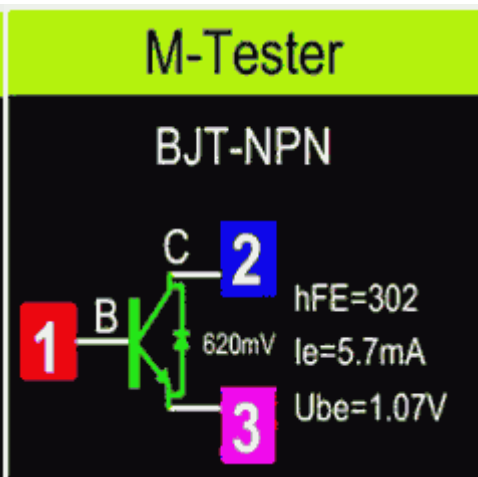 M-Tester
BJT-NPN
C 2
hFE=302
1 B
620mV Ie=5.7mA
3 Ube=1.07V